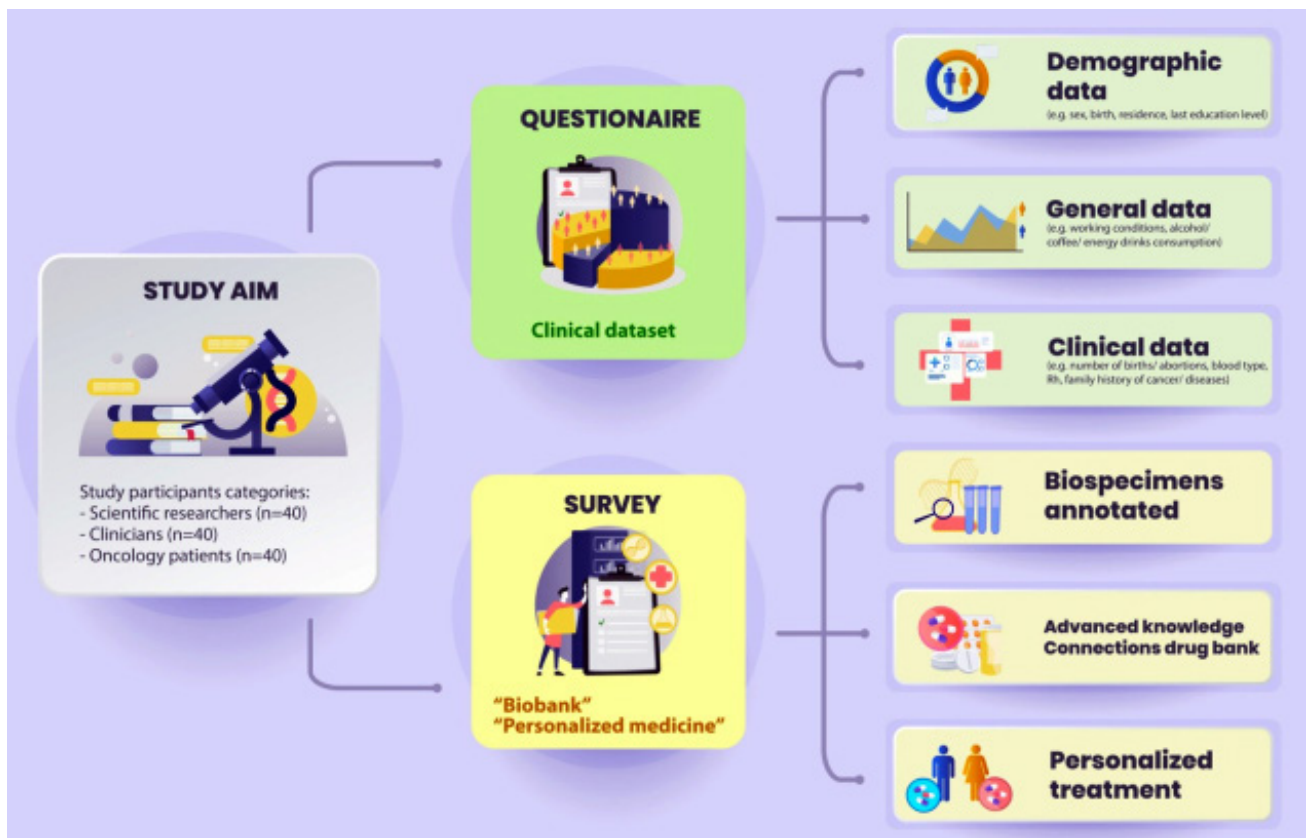 STUDY AIM
Study participants categories:
- Scientific researchers (n=40)
- Clinicians (n=40)
- Oncology patients (n=40)
QUESTIONAIRE
Clinical dataset
SURVEY
“Biobank”
“Personalized medicine”
Demographic
data
(e.g. sex, birth, residence, last education level)
General data
(e.g. working conditions, alcohol/
coffee/ energy drinks consumption)
Clinical data
(e.g. number of births/ abortions, blood type,
Rh, family history of cancer/ diseases)
Biospecimens
annotated
Advanced knowledge
Connections drug bank
Personalized
treatment